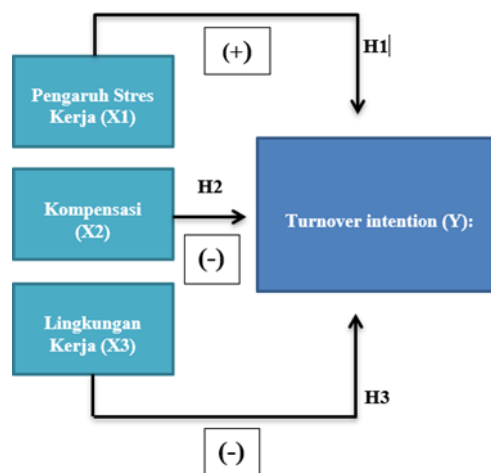 (+)
H1
Pengaruh Stres
Kerja (X1)
H2
Kompensasi
(X2)
(-)
Turnover intention (Y):
Lingkungan
Kerja (X3)
H3
(-)